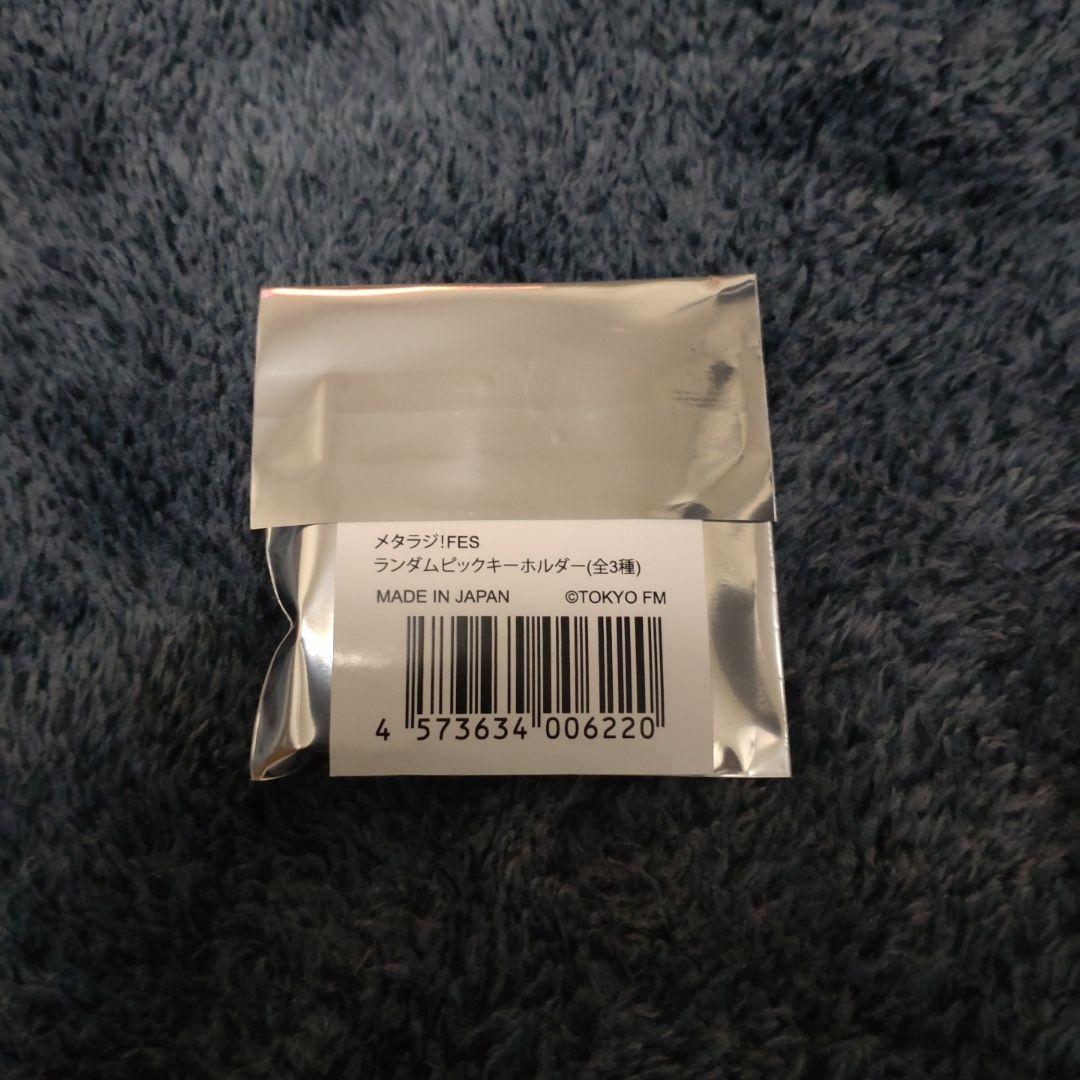 メタラジ!FES
ランダムピックキーホルダー(全3種)
MADE IN JAPAN ©TOKYO FM
4 573634 006220